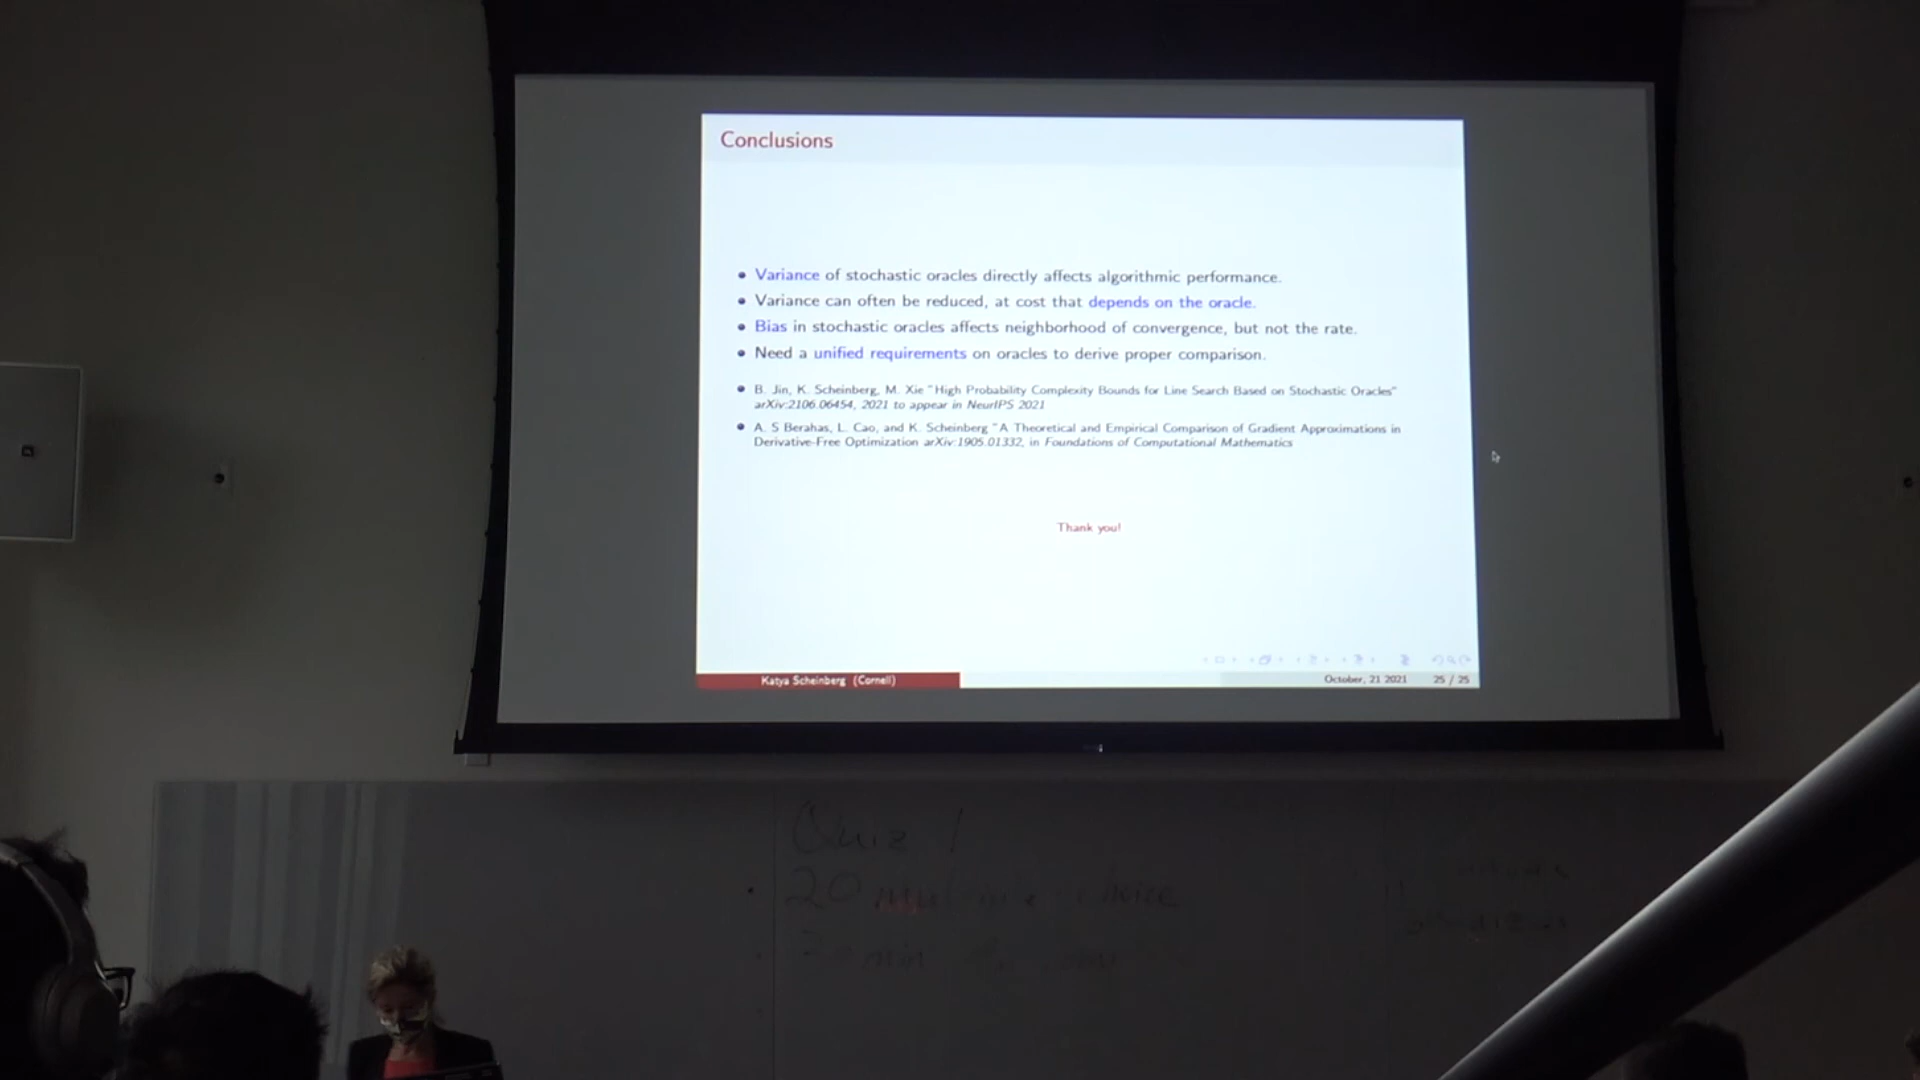 Conclusions
• Variance of stochastic oracles directly affects algorithmic performance.
• Variance can often be reduced, at cost that depends on the oracle.
• Bias in stochastic oracles affects neighborhood of convergence, but not the rate.
• Need a unified requirements on oracles to derive proper comparison.
• B. Jin, K. Scheinberg, M. Xie "High Probability Complexity Bounds for Line Search Based on Stochastic Oracles"
arXiv:2106.06454, 2021 to appear in NeurIPS 2021
• A. S Berahas, L. Cao, and K. Scheinberg "A Theoretical and Empirical Comparison of Gradient Approximations in
Derivative-Free Optimization arXiv:1905.01332, in Foundations of Computational Mathematics
Thank you!
Katya Scheinberg (Cornell)
October, 21 2021
25 / 25
Quiz 1
20
min